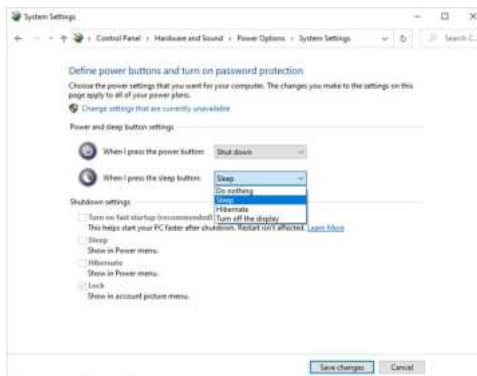 System Settings
Control Panel › Hardware and Sound › Power Options › System Settings
Search C...
Define power buttons and turn on password protection
Choose the power settings that you want for your computer. The changes you make to the settings on this
page apply to all of your power plans.
Change settings that are currently unavailable
Power and sleep button settings
When I press the power button: Shut down
When I press the sleep button: Sleep
Do nothing
Sleep
Hibernate
Turn off the display
Shutdown settings
Turn on fast startup (recommended)
This helps start your PC faster after shutdown. Restart isn't affected. Learn More
Sleep
Show in Power menu.
Hibernate
Show in Power menu.
Lock
Show in account picture menu.
Save changes Cancel